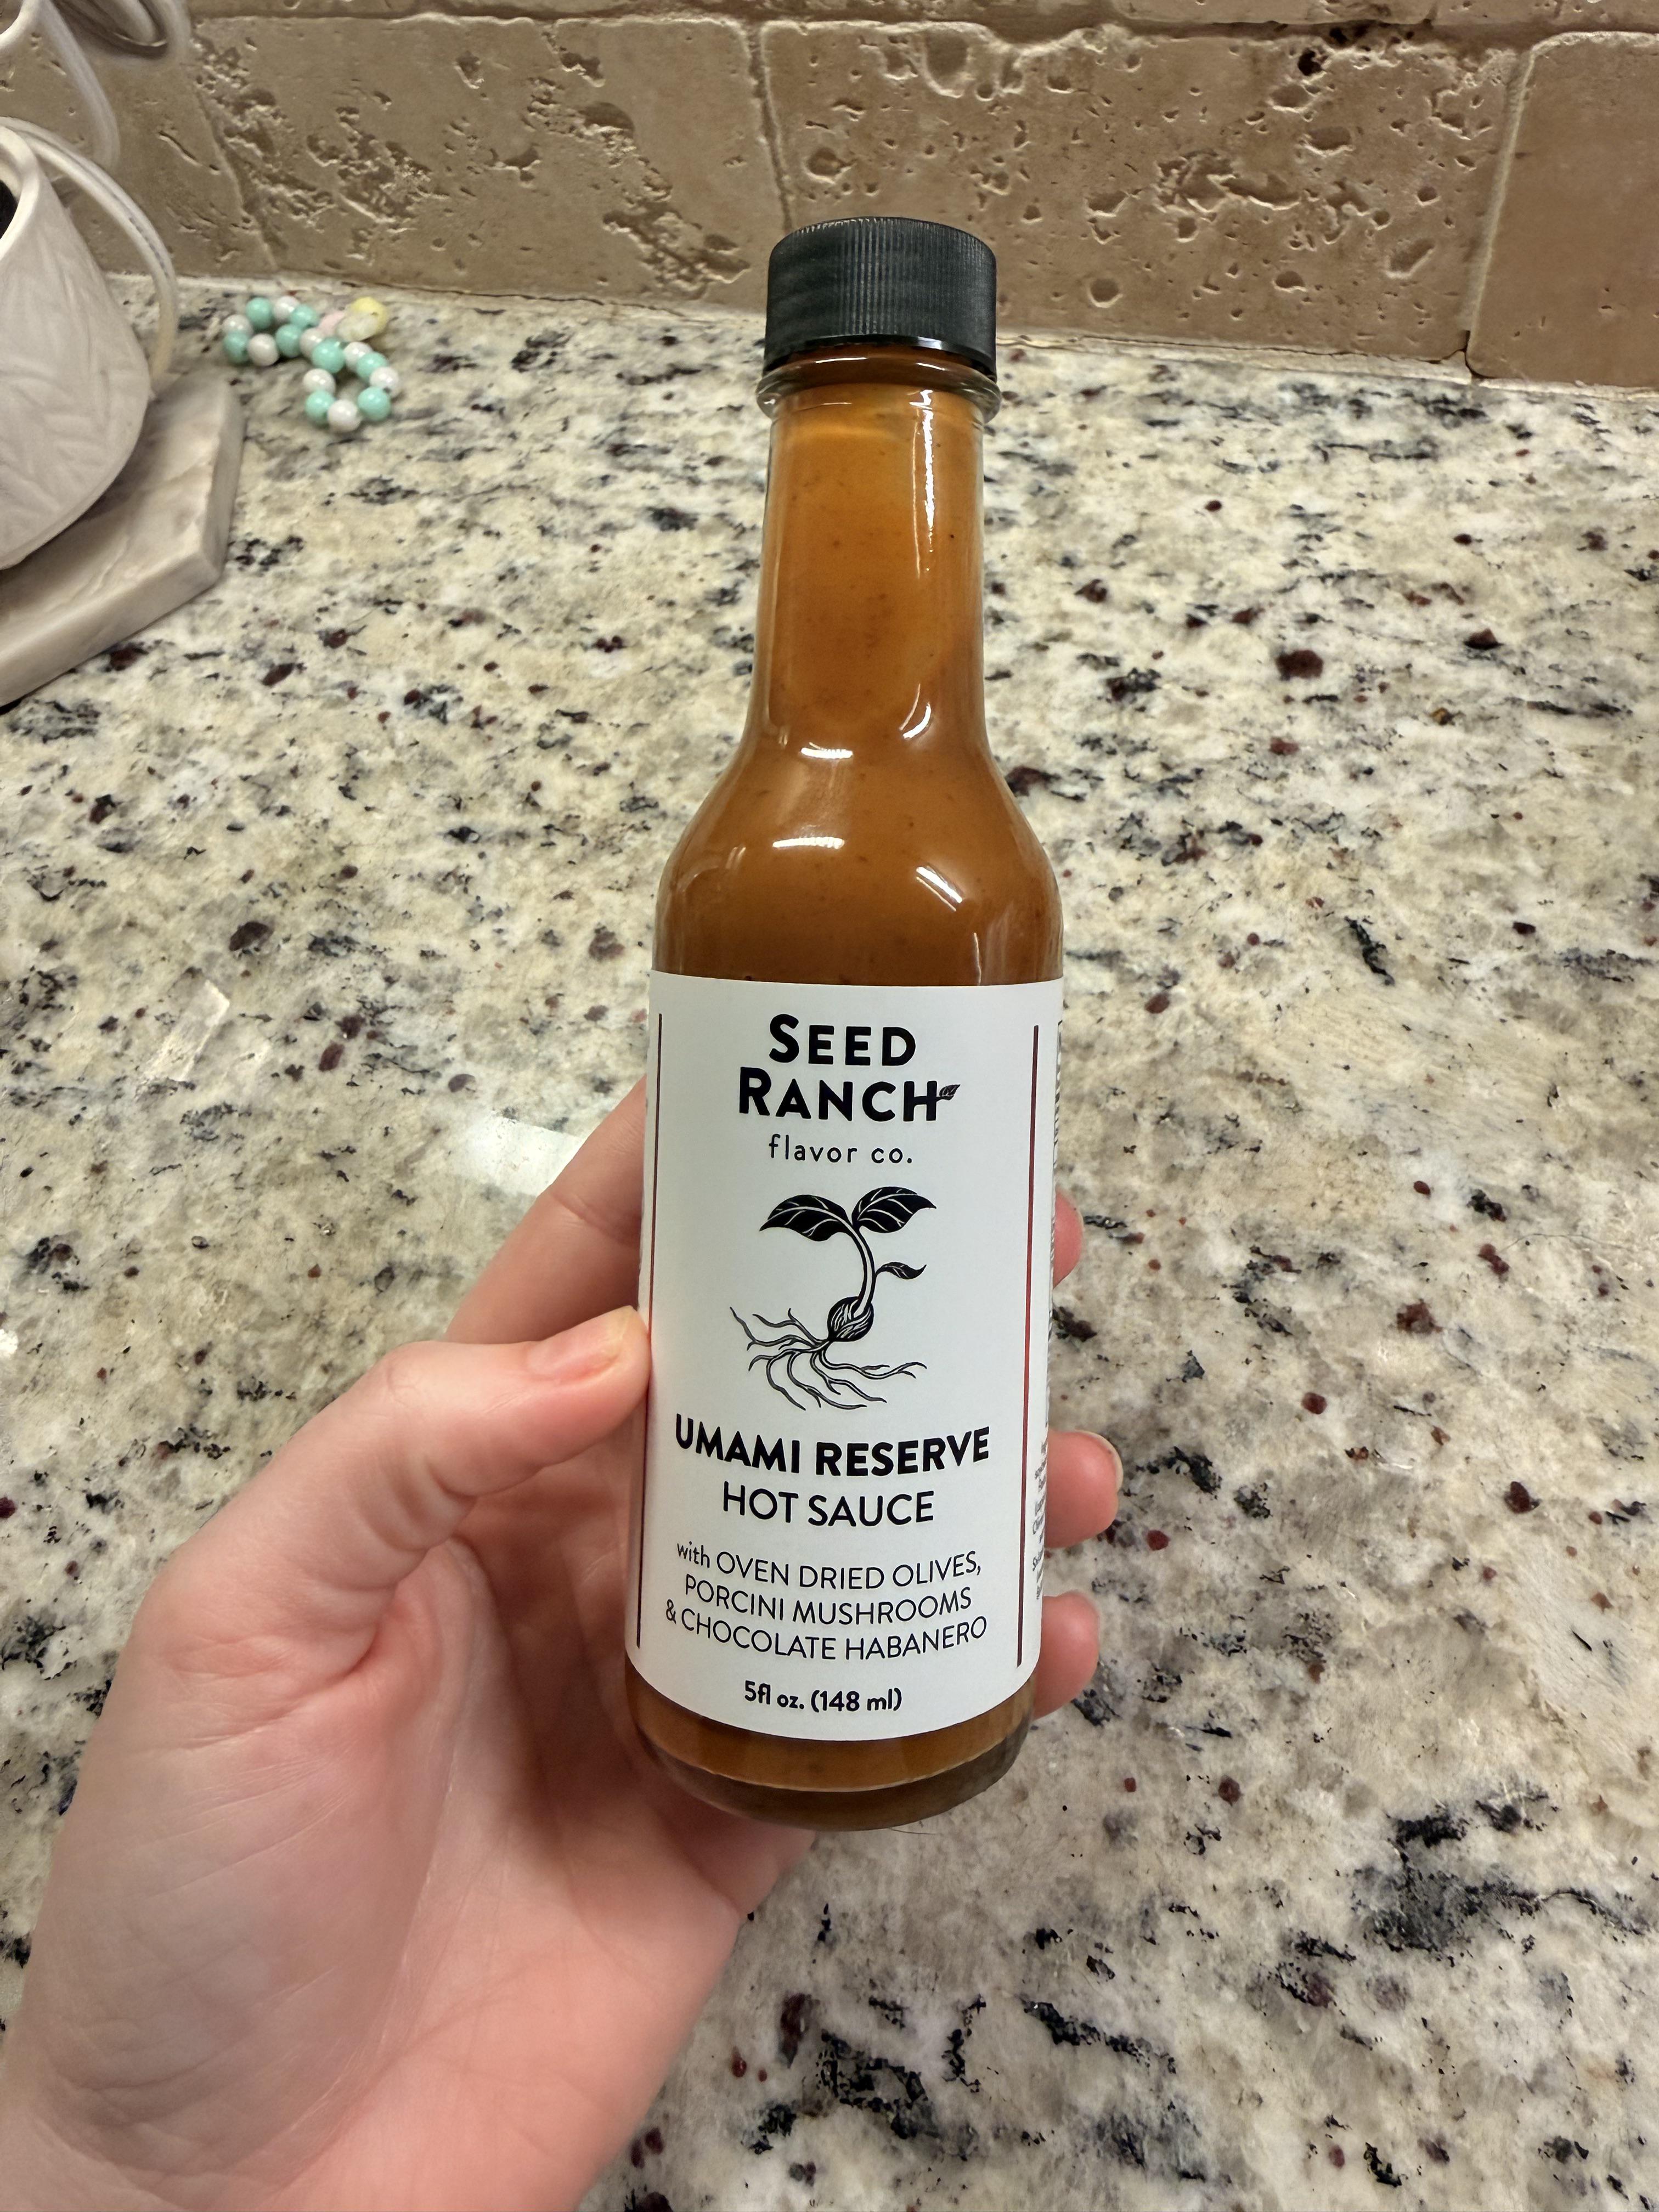 SEED
RANCH
flavor co.
UMAMI RESERVE
HOT SAUCE
with OVEN DRIED OLIVES,
PORCINI MUSHROOMS
& CHOCOLATE HABANERO
5fl oz. (148 ml)